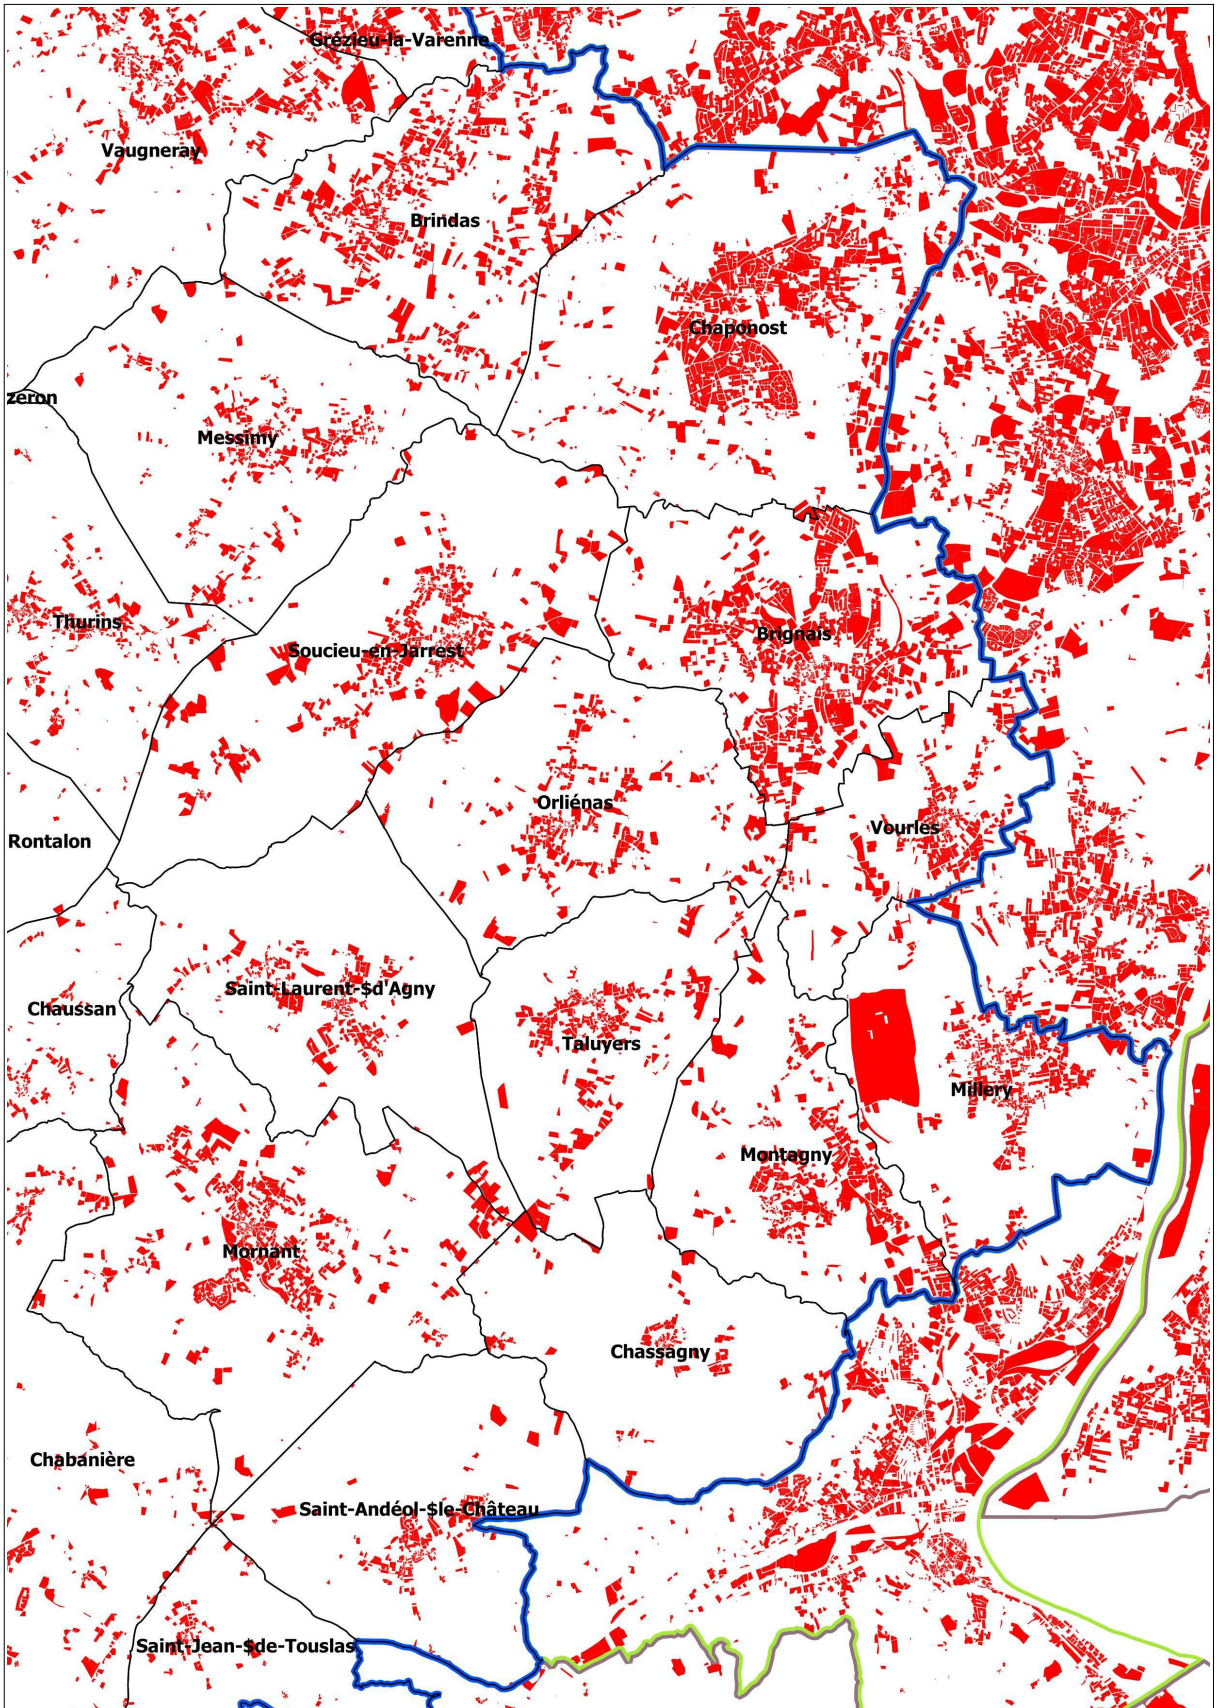 Grézieu-la-Varenne
Vaugneray
Brindas
Chaponost
zeron
Messimy
Thurins
Brignais
Soucieu-en-Jarrest
Orliénas
Vourles
Rontalon
Saint-Laurent-$d'Agny
Chaussan
Taluyers
Millery
Montagny
Mornant
Chassagny
Chabanière
Saint-Andéol-$le-Château
Saint-Jean-$de-Touslas